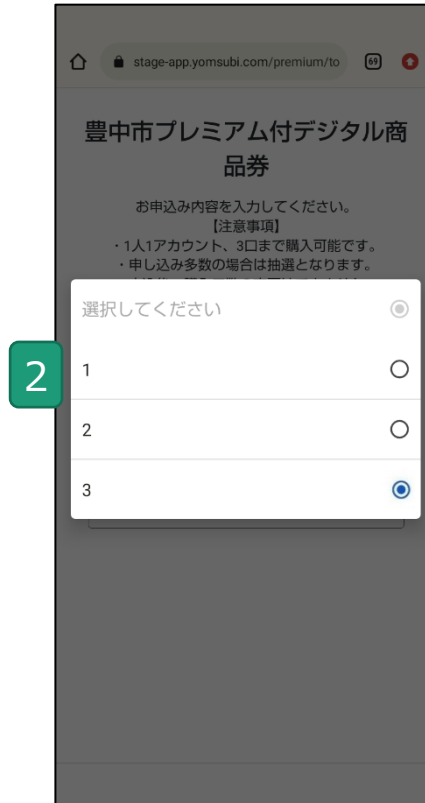 stage-app.yomsubi.com/premium/to
69
豊中市プレミアム付デジタル商
品券
お申込み内容を入力してください。
【注意事項】
・1人1アカウント、3口まで購入可能です。
・申し込み多数の場合は抽選となります。
選択してください
2
1
2
3